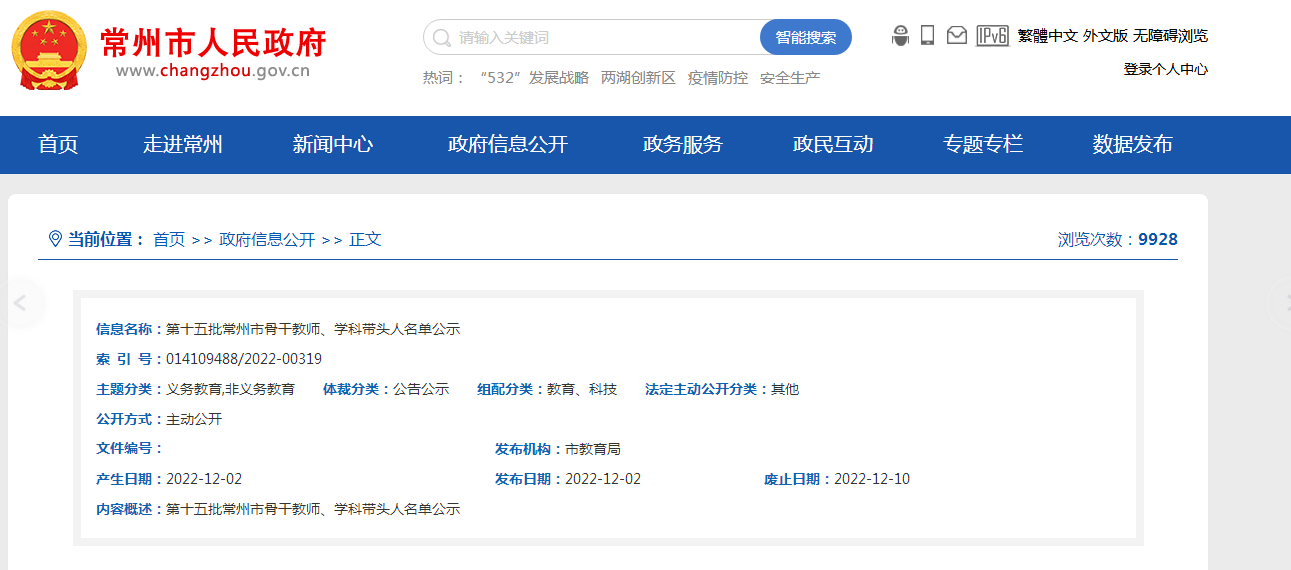 常州市人民政府
www.changzhou.gov.cn
请输入关键词
智能搜索
热词： “532”发展战略 两湖创新区 疫情防控 安全生产
IPv6 繁體中文 外文版 无障碍浏览
登录个人中心
首页 走进常州 新闻中心 政府信息公开 政务服务 政民互动 专题专栏 数据发布
当前位置： 首页 >> 政府信息公开 >> 正文
浏览次数：9928
信息名称：第十五批常州市骨干教师、学科带头人名单公示
索 引 号：014109488/2022-00319
主题分类：义务教育,非义务教育 体裁分类：公告公示 组配分类：教育、科技 法定主动公开分类：其他
公开方式：主动公开
文件编号： 发布机构：市教育局
产生日期：2022-12-02 发布日期：2022-12-02 废止日期：2022-12-10
内容概述：第十五批常州市骨干教师、学科带头人名单公示